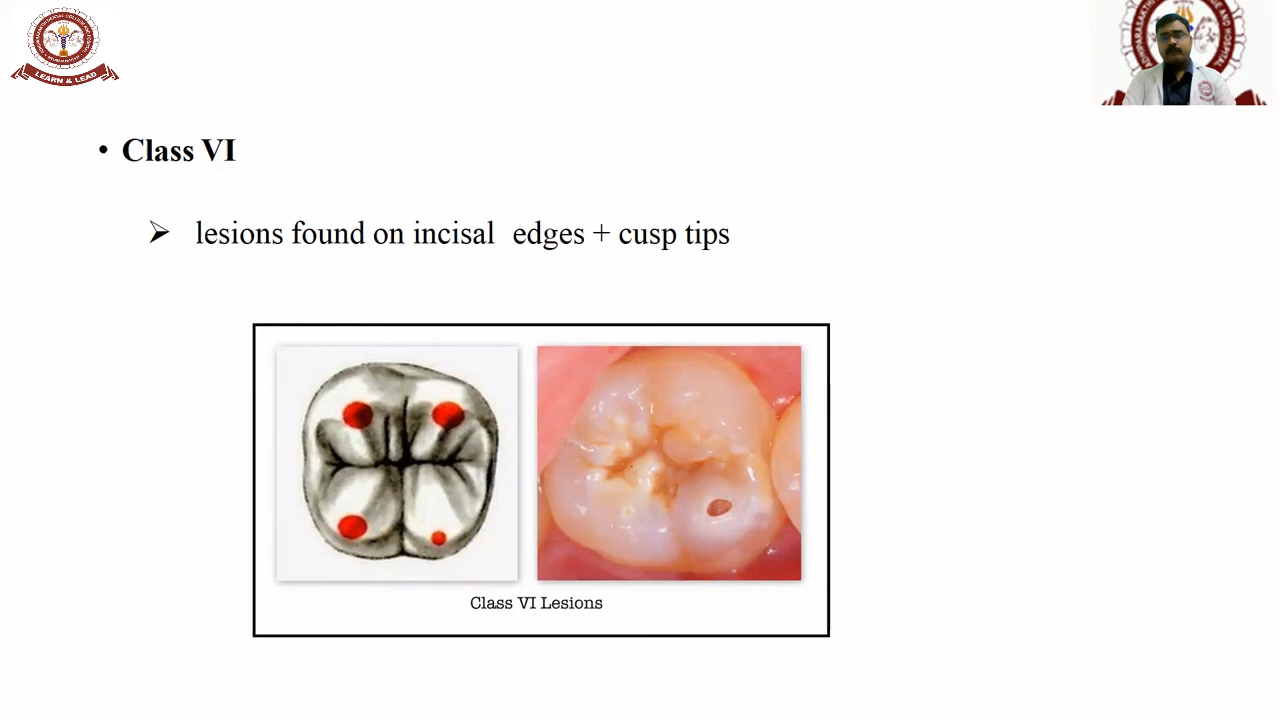 LEARN & LEAD
• Class VI
➢ lesions found on incisal edges + cusp tips
Class VI Lesions